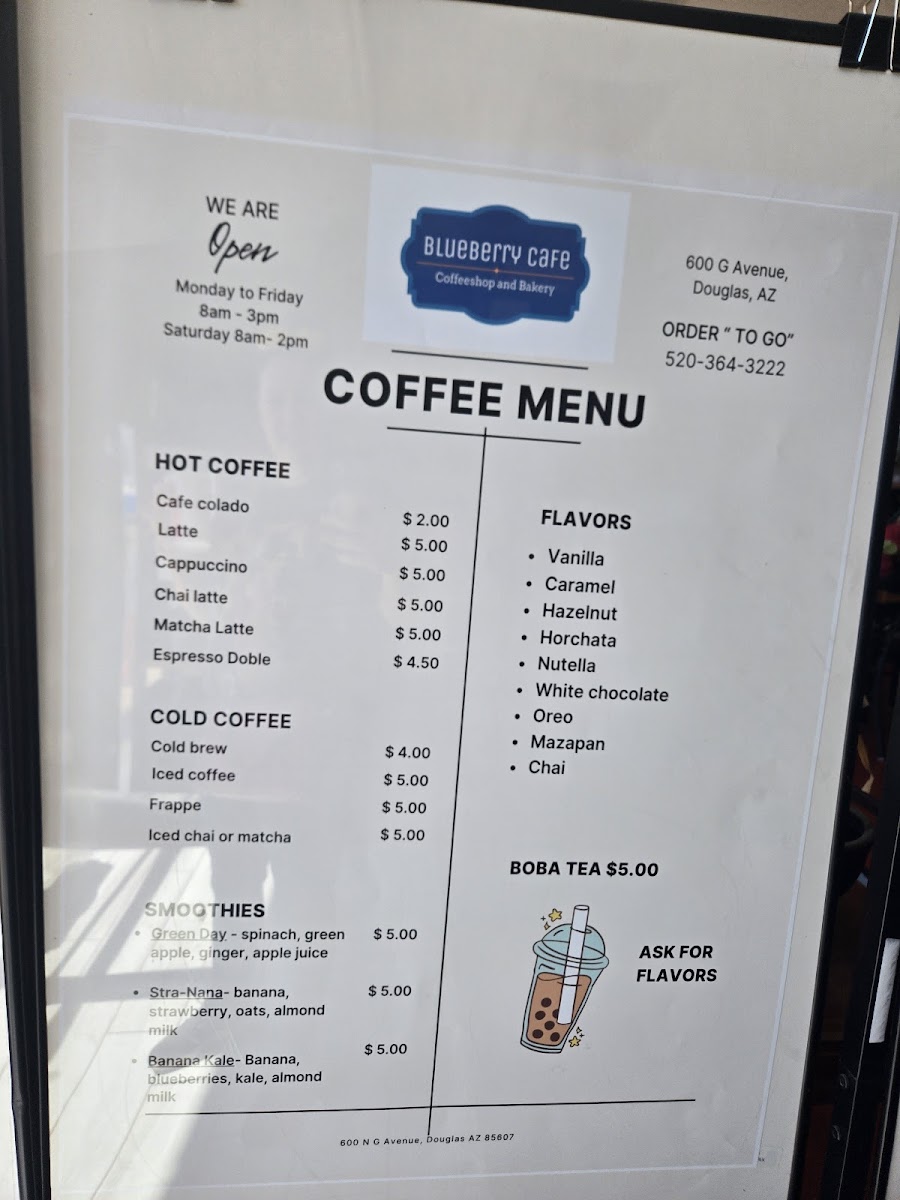 WE ARE
Open
Monday to Friday
8am - 3pm
Saturday 8am- 2pm
BLUEBERRY CAFE
Coffeeshop and Bakery
600 G Avenue,
Douglas, AZ
ORDER " TO GO"
520-364-3222
COFFEE MENU
HOT COFFEE
Cafe colado $ 2.00
Latte $ 5.00
Cappuccino $ 5.00
Chai latte $ 5.00
Matcha Latte $ 5.00
Espresso Doble $ 4.50
COLD COFFEE
Cold brew $ 4.00
Iced coffee $ 5.00
Frappe $ 5.00
Iced chai or matcha $ 5.00
SMOOTHIES
• Green Day - spinach, green $ 5.00
apple, ginger, apple juice
• Stra-Nana- banana, $ 5.00
strawberry, oats, almond
milk
• Banana Kale- Banana, $ 5.00
blueberries, kale, almond
milk
FLAVORS
• Vanilla
• Caramel
• Hazelnut
• Horchata
• Nutella
• White chocolate
• Oreo
• Mazapan
• Chai
BOBA TEA $5.00
ASK FOR
FLAVORS
600 N G Avenue, Douglas AZ 85607